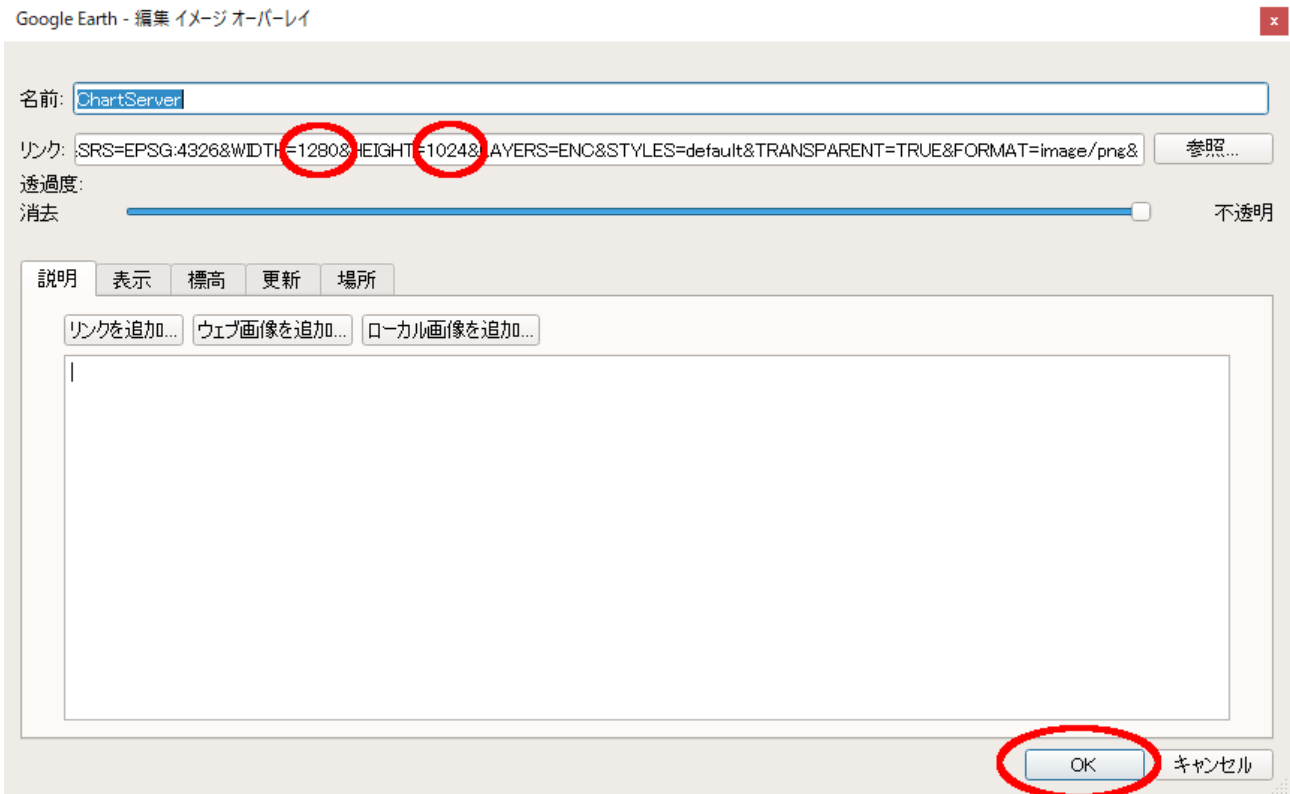 Google Earth - 編集 イメージ オーバーレイ
x
名前: ChartServer
リンク: SRS=EPSG:4326&WIDTH=1280&HEIGHT=1024&LAYERS=ENC&STYLES=default&TRANSPARENT=TRUE&FORMAT=image/png& 参照...
透過度:
消去 不透明
説明 表示 標高 更新 場所
リンクを追加... ウェブ画像を追加... ローカル画像を追加...
OK キャンセル